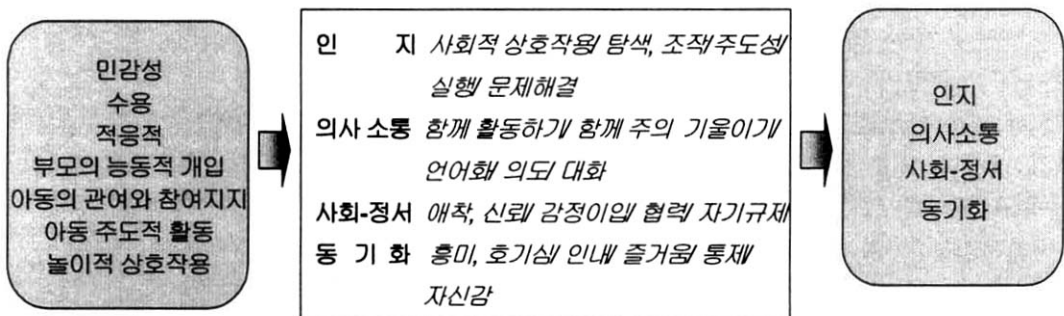 민감성
수용
적응적
부모의 능동적 개입
아동의 관여와 참여지지
아동 주도적 활동
놀이적 상호작용
인 지 사회적 상호작용/ 탐색, 조작/주도성/
실행/ 문제해결
의사 소통 함께 활동하기/ 함께 주의 기울이기/
언어화/ 의도/ 대화
사회-정서 애착, 신뢰/ 감정이입/ 협력/ 자기규제
동 기 화 흥미, 호기심/ 인내/ 즐거움/ 통제/
자신감
인지
의사소통
사회-정서
동기화